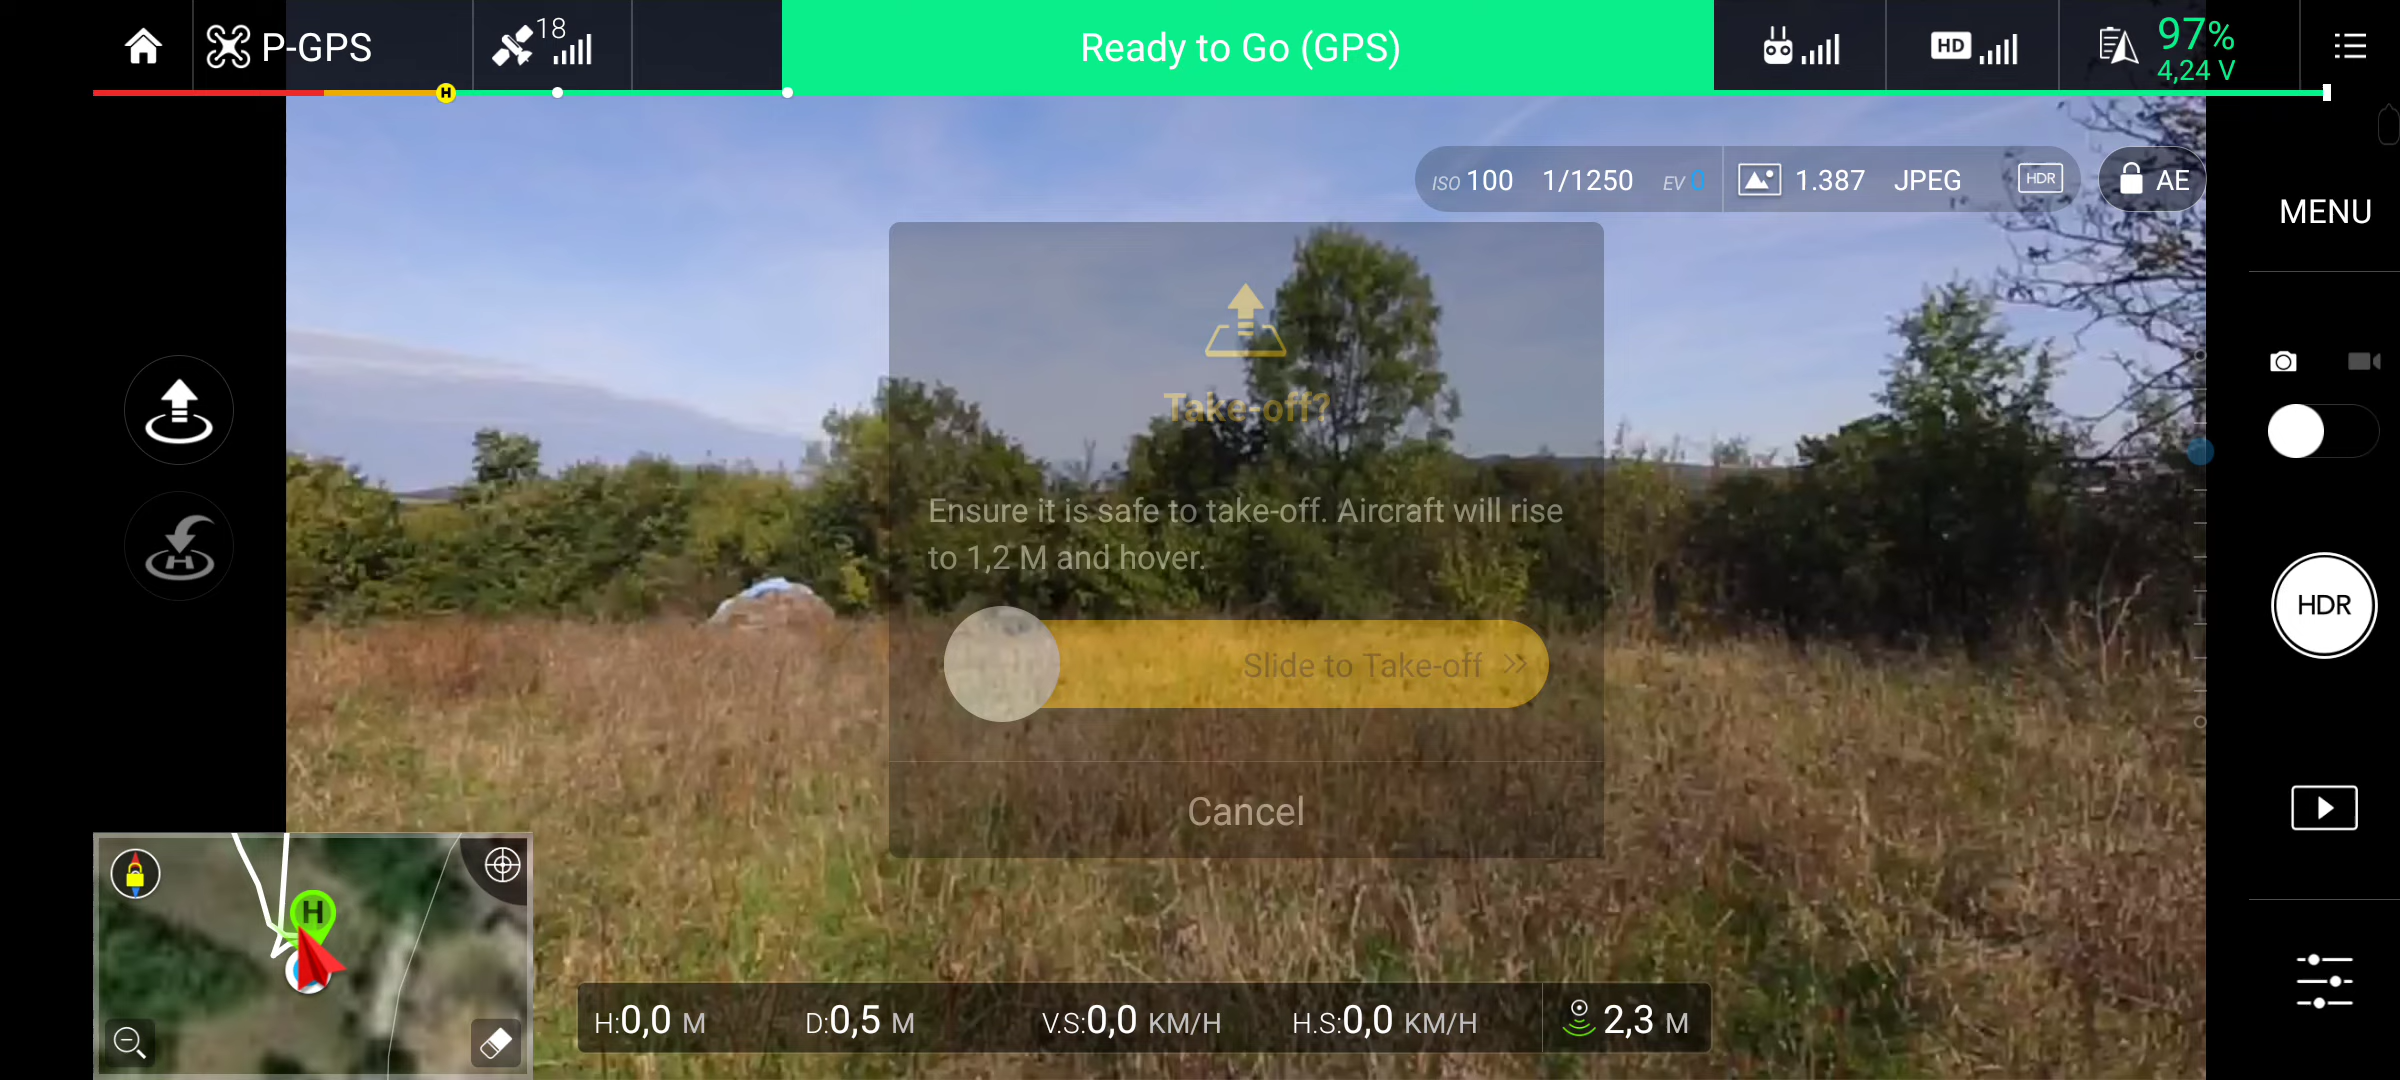 P-GPS
18
Ready to Go (GPS)
HD
97%
4,24 V
H
ISO 100 1/1250 EV 0 1.387 JPEG HDR
AE
MENU
Take-off?
Ensure it is safe to take-off. Aircraft will rise
to 1,2 M and hover.
Slide to Take-off
Cancel
HDR
H
H
H:0,0 M D:0,5 M V.S:0,0 KM/H H.S:0,0 KM/H 2,3 M